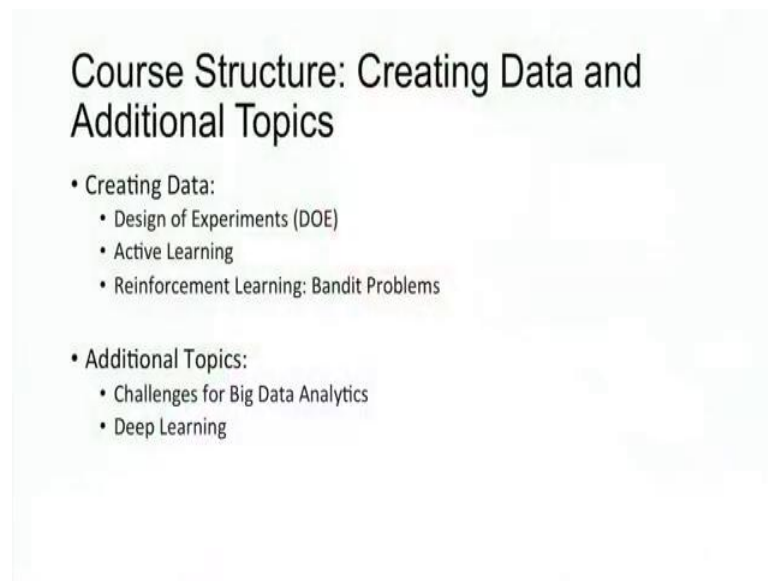 Course Structure: Creating Data and
Additional Topics
• Creating Data:
• Design of Experiments (DOE)
• Active Learning
• Reinforcement Learning: Bandit Problems
• Additional Topics:
• Challenges for Big Data Analytics
• Deep Learning